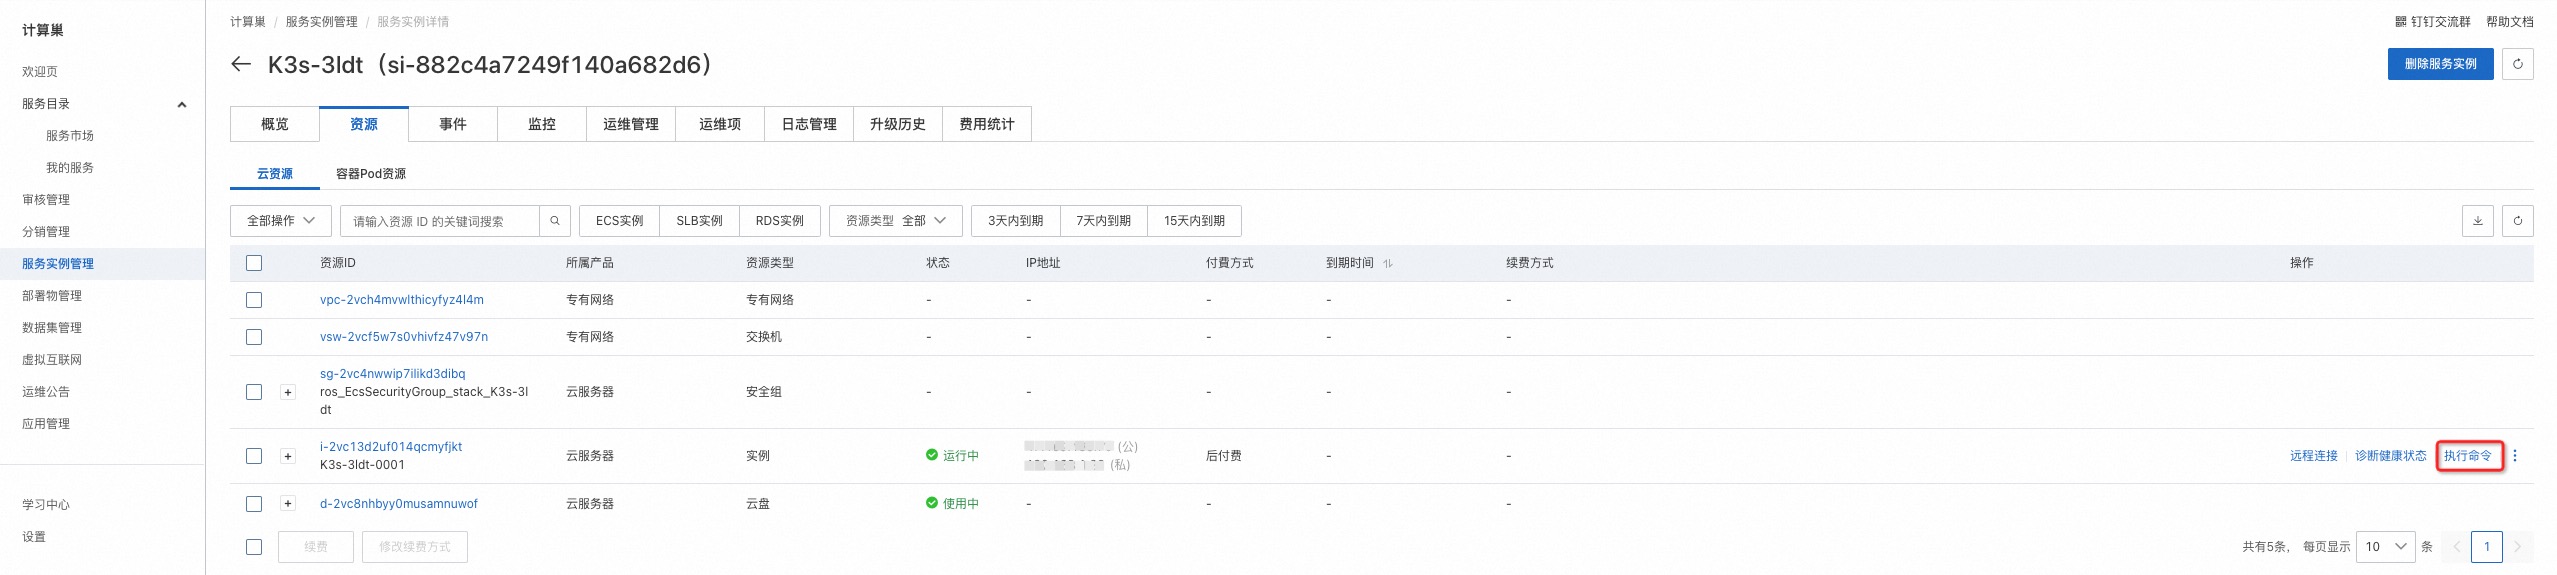 计算巢
欢迎页
服务目录
服务市场
我的服务
审核管理
分销管理
服务实例管理
部署物管理
数据集管理
虚拟互联网
运维公告
应用管理
学习中心
设置
计算巢 / 服务实例管理 / 服务实例详情
钉钉交流群 帮助文档
K3s-3ldt（si-882c4a7249f140a682d6）
删除服务实例
概览 资源 事件 监控 运维管理 运维项 日志管理 升级历史 费用统计
云资源 容器Pod资源
全部操作 请输入资源 ID 的关键词搜索 ECS实例 SLB实例 RDS实例 资源类型 全部 3天内到期 7天内到期 15天内到期
资源ID 所属产品 资源类型 状态 IP地址 付費方式 到期时间 续费方式 操作
vpc-2vch4mvwlthicyfyz4l4m 专有网络 专有网络 - - - - -
vsw-2vcf5w7s0vhivfz47v97n 专有网络 交换机 - - - - -
sg-2vc4nwwip7ilikd3dibq
ros_EcsSecurityGroup_stack_K3s-3l
dt
云服务器 安全组 - - - - -
i-2vc13d2uf014qcmyfjkt
K3s-3ldt-0001
云服务器 实例 运行中 (公)
(私)
后付费 - - 远程连接 诊断健康状态 执行命令
d-2vc8nhbyy0musamnuwof 云服务器 云盘 使用中 - - - -
续费 修改续费方式
共有5条， 每页显示 10 条 1